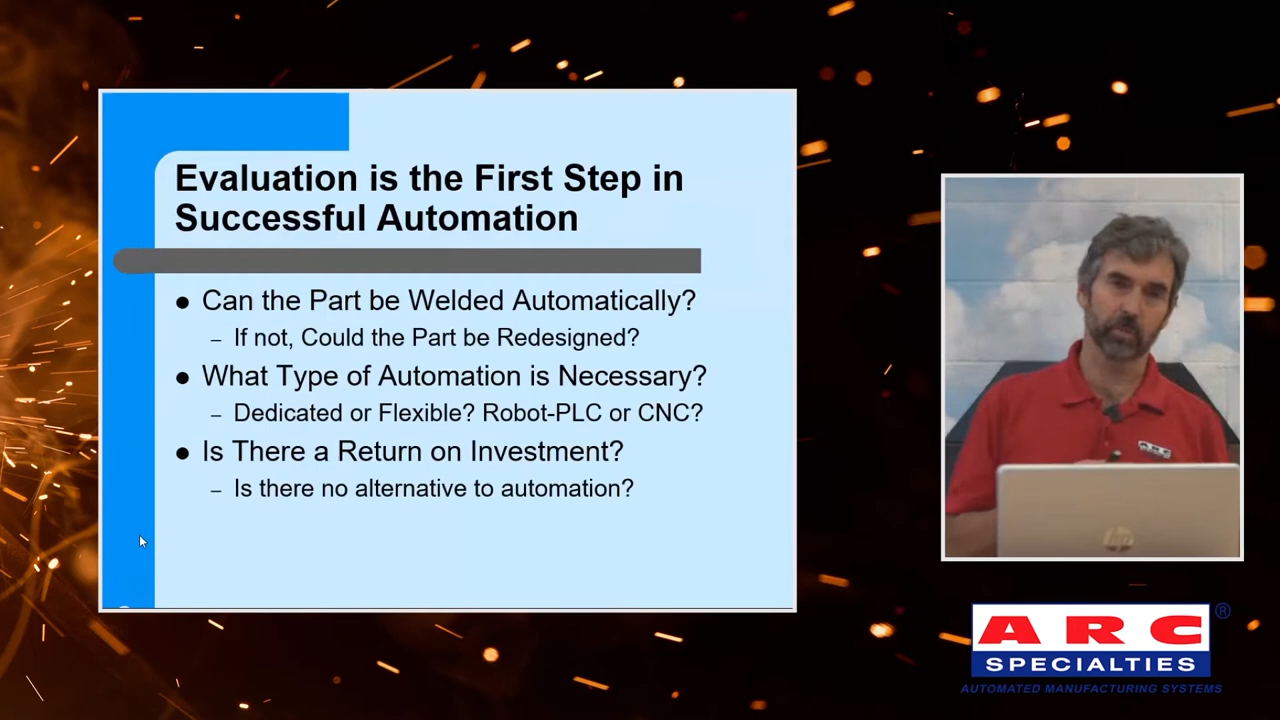 Evaluation is the First Step in
Successful Automation
● Can the Part be Welded Automatically?
– If not, Could the Part be Redesigned?
● What Type of Automation is Necessary?
– Dedicated or Flexible? Robot-PLC or CNC?
● Is There a Return on Investment?
– Is there no alternative to automation?
ARC
hp
ARC ®
SPECIALTIES
AUTOMATED MANUFACTURING SYSTEMS